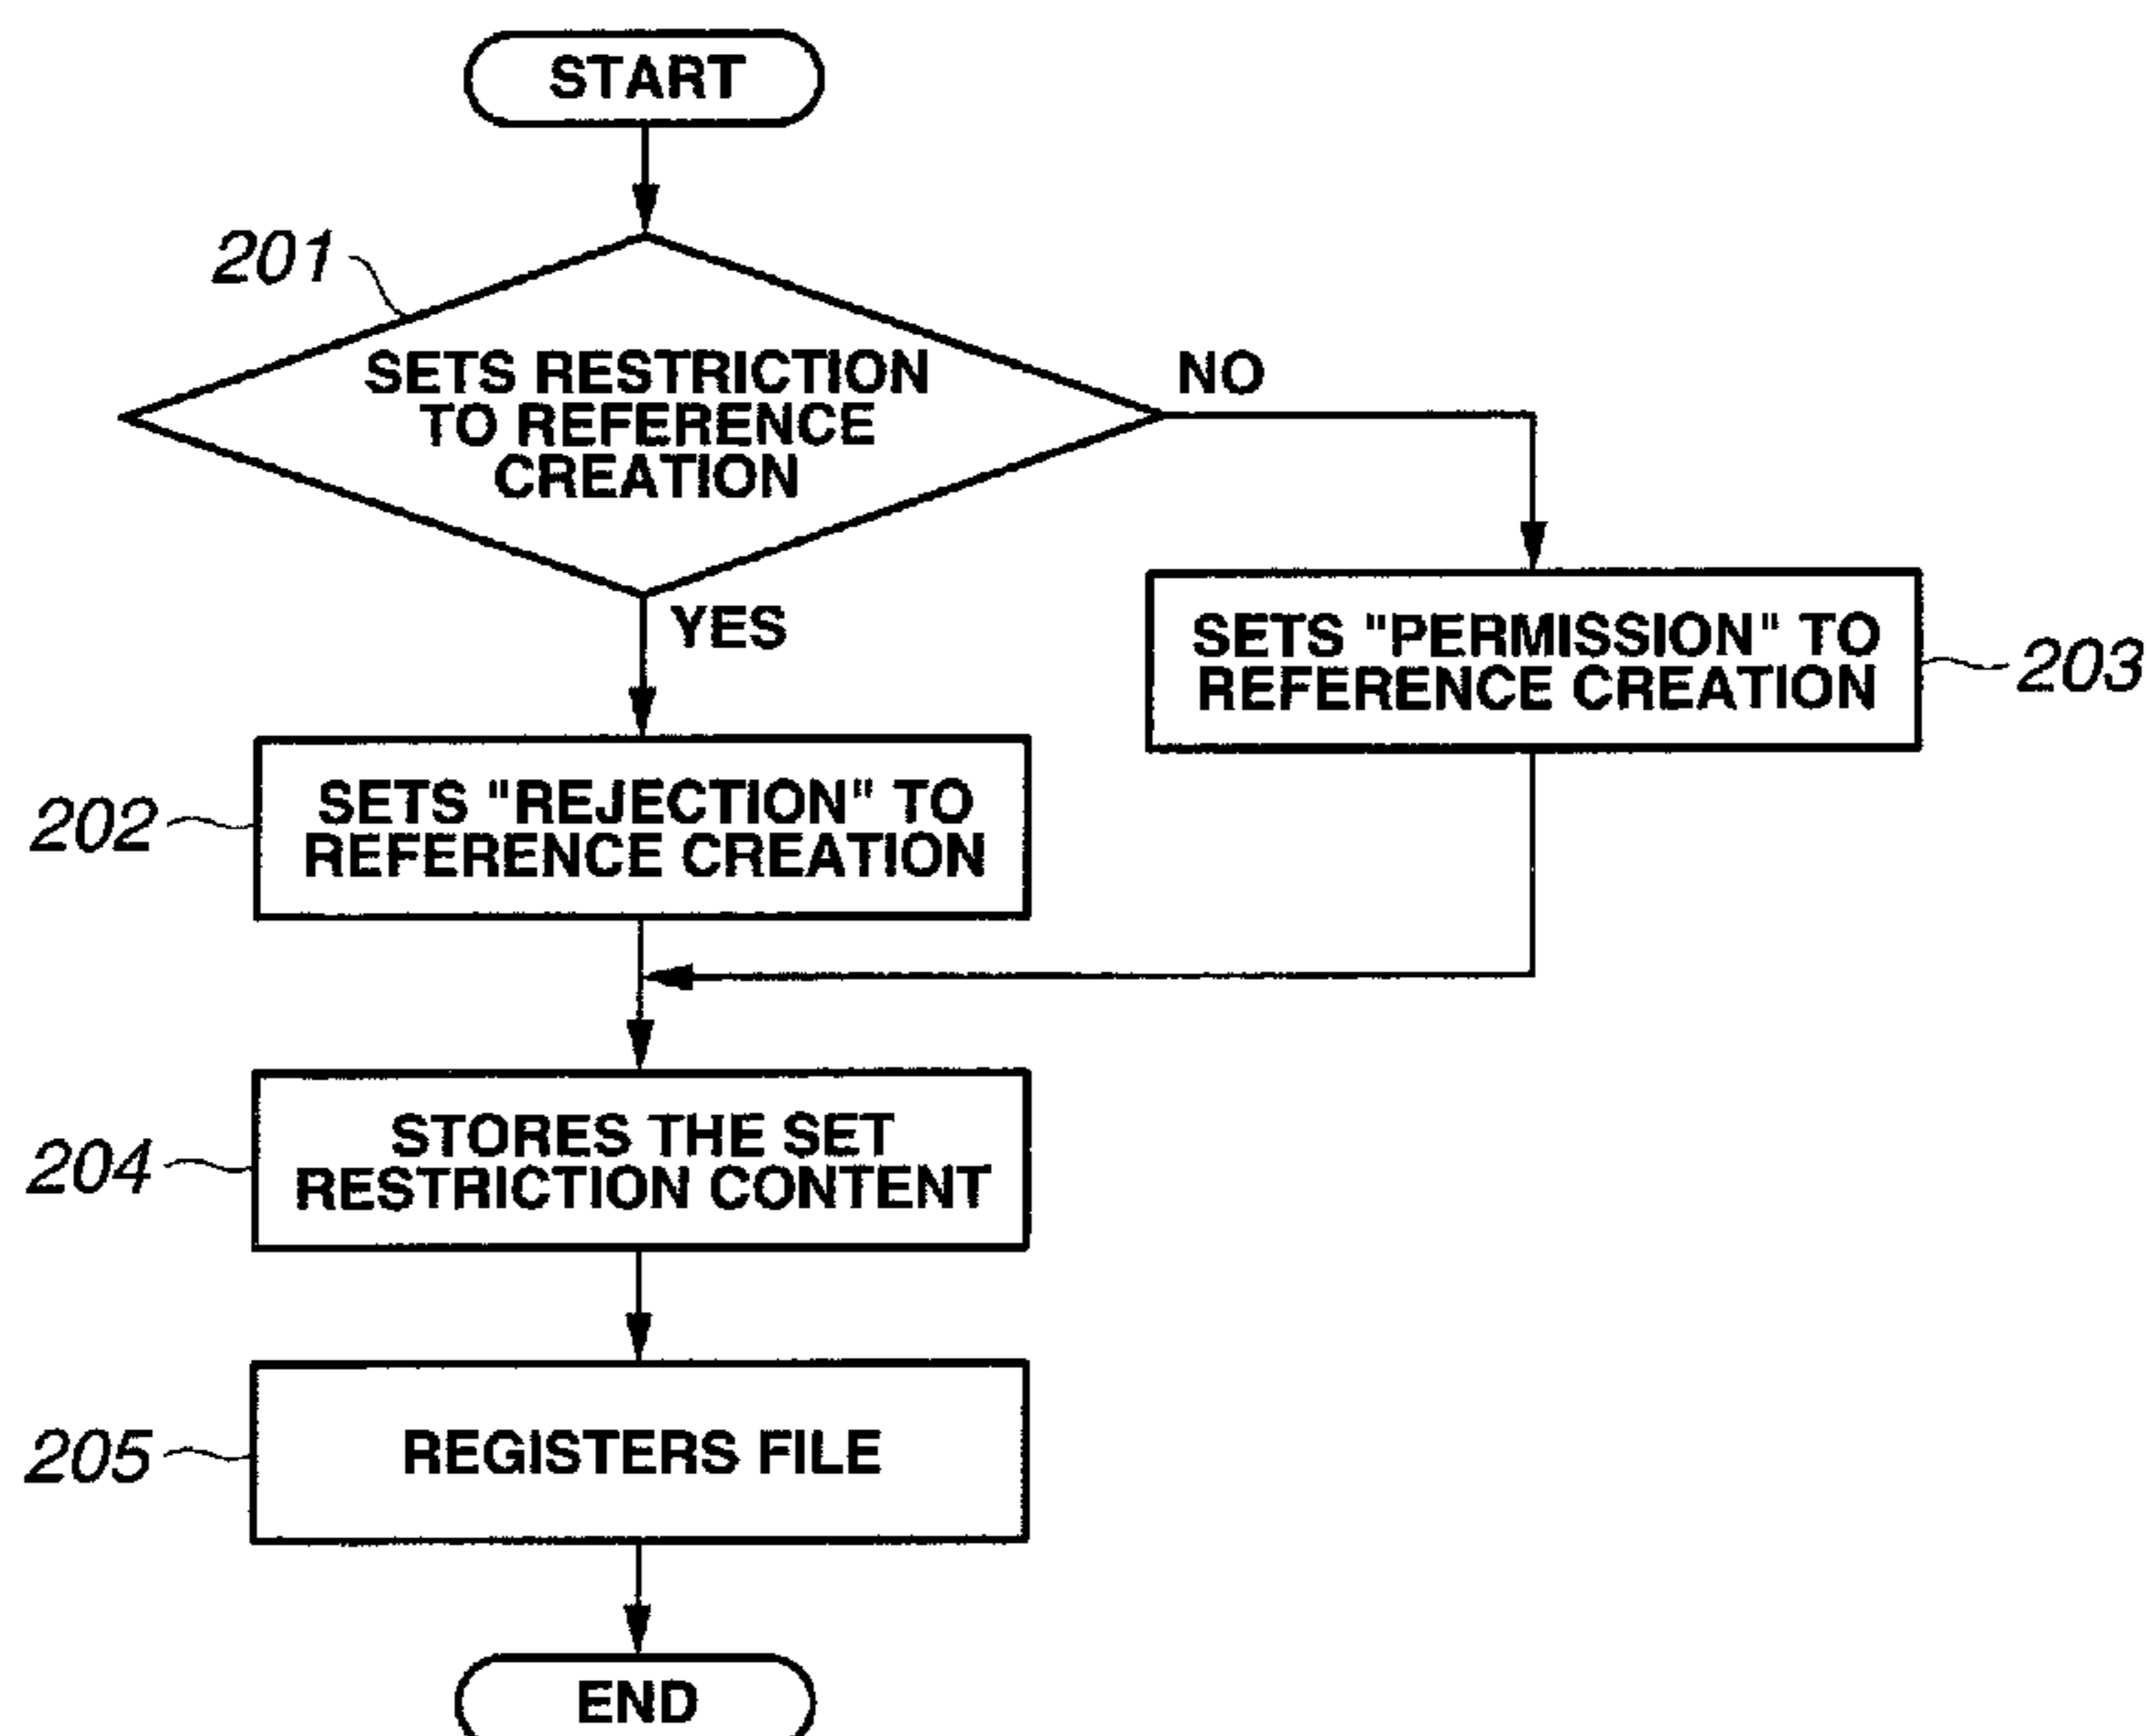 START
201
SETS RESTRICTION
TO REFERENCE
CREATION
NO
YES
SETS "PERMISSION" TO
REFERENCE CREATION
203
202
SETS "REJECTION" TO
REFERENCE CREATION
204
STORES THE SET
RESTRICTION CONTENT
205
REGISTERS FILE
END